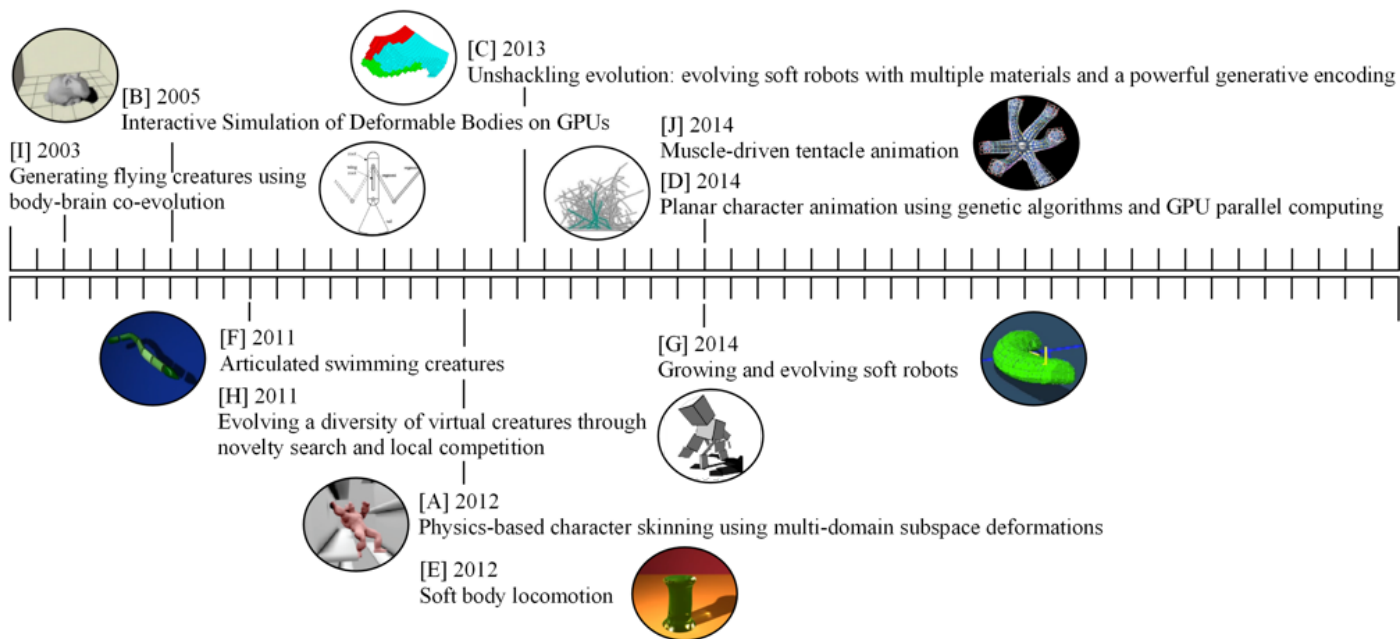 [C] 2013
Unshackling evolution: evolving soft robots with multiple materials and a powerful generative encoding
[B] 2005
Interactive Simulation of Deformable Bodies on GPUs
[J] 2014
Muscle-driven tentacle animation
[I] 2003
Generating flying creatures using
body-brain co-evolution
[D] 2014
Planar character animation using genetic algorithms and GPU parallel computing
[F] 2011
Articulated swimming creatures
[G] 2014
Growing and evolving soft robots
[H] 2011
Evolving a diversity of virtual creatures through
novelty search and local competition
[A] 2012
Physics-based character skinning using multi-domain subspace deformations
[E] 2012
Soft body locomotion